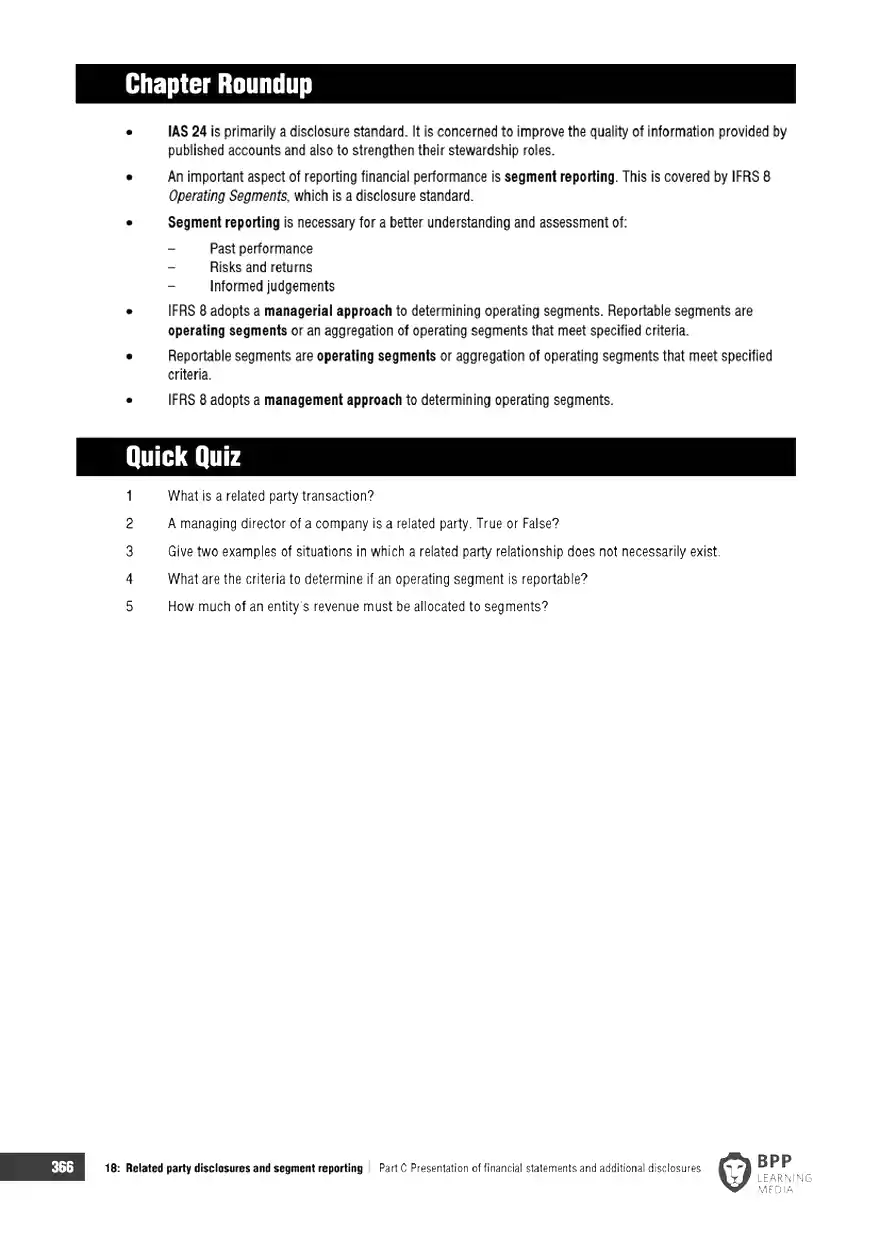 Chapter Roundup
• IAS 24 is primarily a disclosure standard. It is concerned to improve the quality of information provided by
published accounts and also to strengthen their stewardship roles.
• An important aspect of reporting financial performance is segment reporting. This is covered by IFRS 8
Operating Segments, which is a disclosure standard.
• Segment reporting is necessary for a better understanding and assessment of:
– Past performance
– Risks and returns
– Informed judgements
• IFRS 8 adopts a managerial approach to determining operating segments. Reportable segments are
operating segments or an aggregation of operating segments that meet specified criteria.
• Reportable segments are operating segments or aggregation of operating segments that meet specified
criteria.
• IFRS 8 adopts a management approach to determining operating segments.
Quick Quiz
1 What is a related party transaction?
2 A managing director of a company is a related party. True or False?
3 Give two examples of situations in which a related party relationship does not necessarily exist.
4 What are the criteria to determine if an operating segment is reportable?
5 How much of an entity's revenue must be allocated to segments?
366 18: Related party disclosures and segment reporting | Part C Presentation of financial statements and additional disclosures
BPP
LEARNING
MEDIA